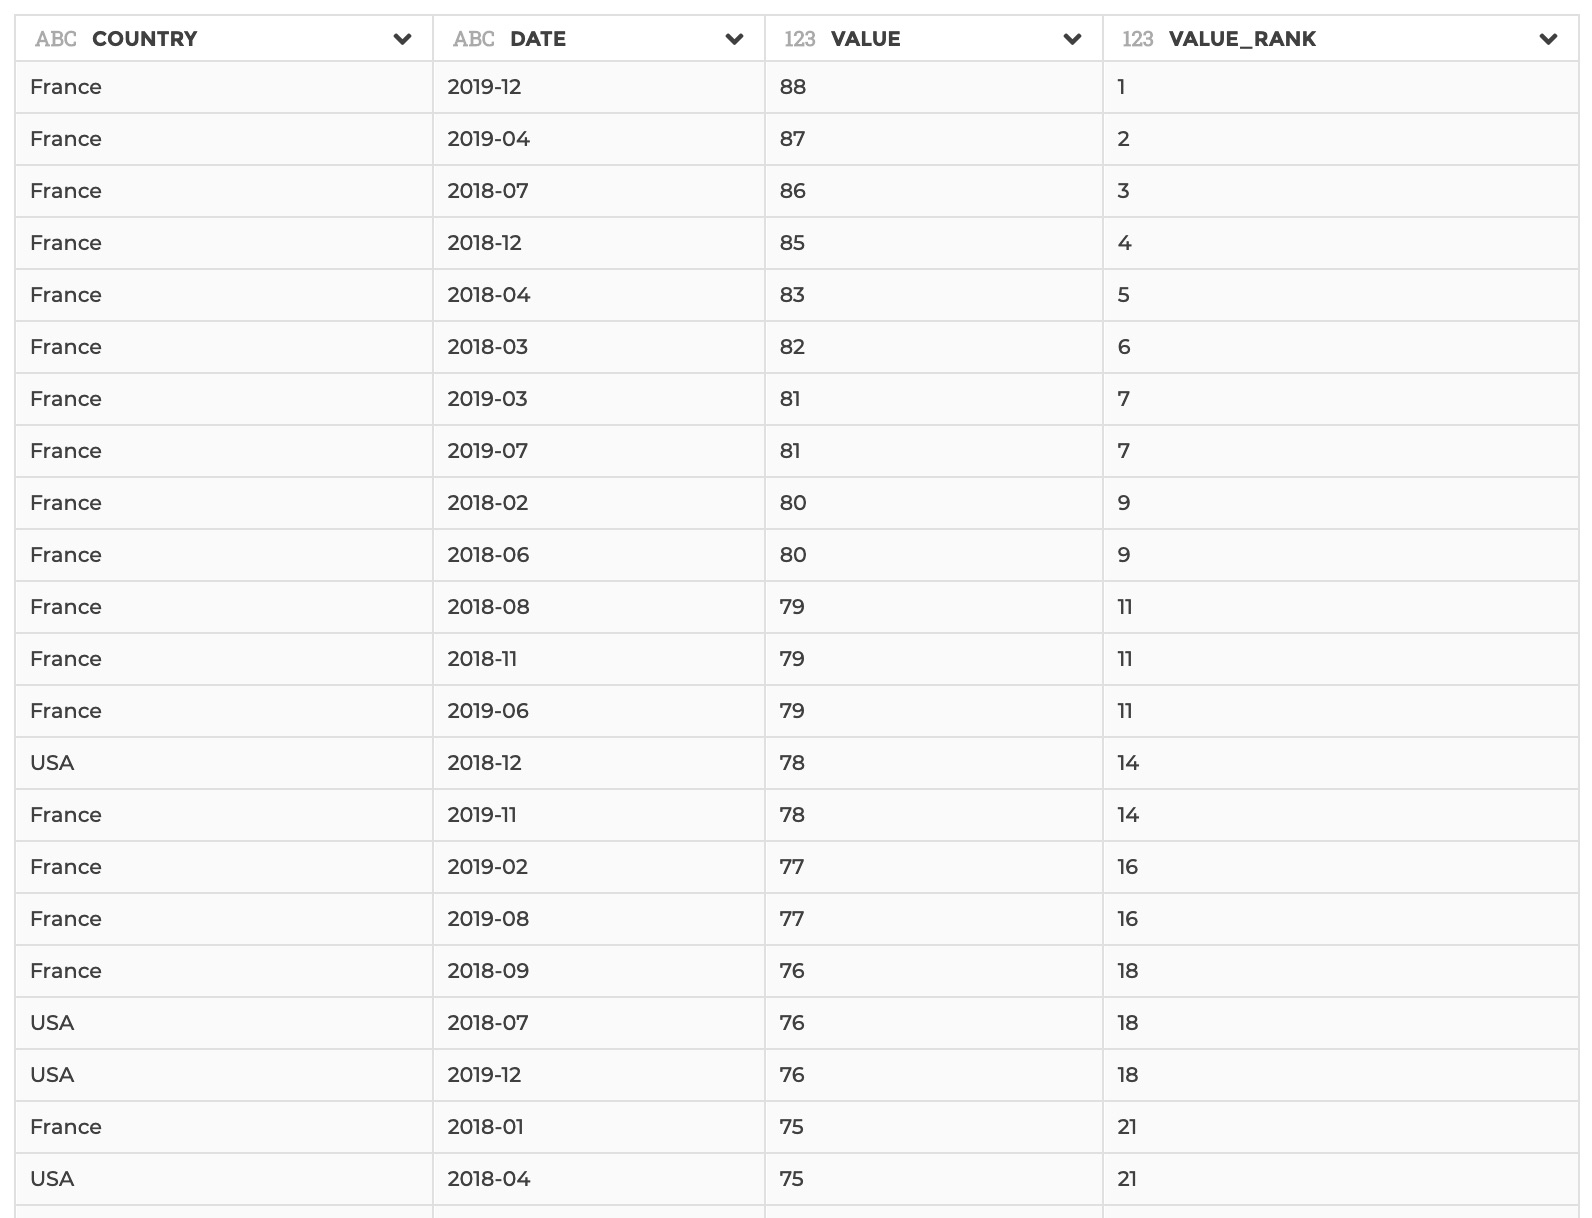 ABC COUNTRY ABC DATE 123 VALUE 123 VALUE_RANK
France 2019-12 88 1
France 2019-04 87 2
France 2018-07 86 3
France 2018-12 85 4
France 2018-04 83 5
France 2018-03 82 6
France 2019-03 81 7
France 2019-07 81 7
France 2018-02 80 9
France 2018-06 80 9
France 2018-08 79 11
France 2018-11 79 11
France 2019-06 79 11
USA 2018-12 78 14
France 2019-11 78 14
France 2019-02 77 16
France 2019-08 77 16
France 2018-09 76 18
USA 2018-07 76 18
USA 2019-12 76 18
France 2018-01 75 21
USA 2018-04 75 21